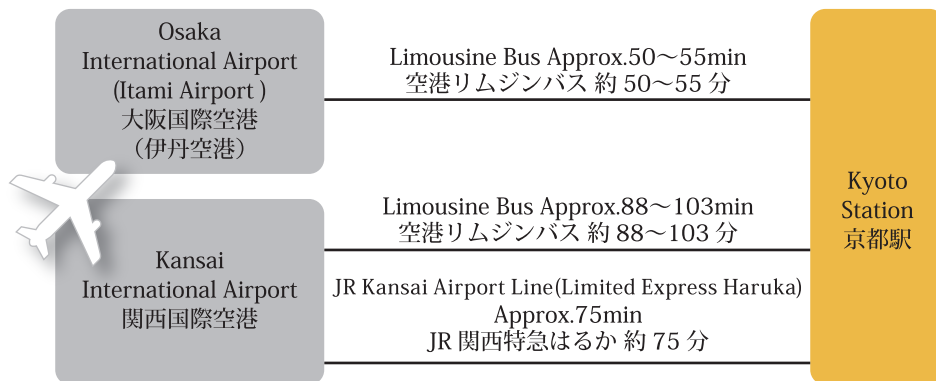 Osaka
International Airport
(Itami Airport )
大阪国際空港
（伊丹空港）
Limousine Bus Approx.50～55min
空港リムジンバス 約 50～55 分
Kansai
International Airport
関西国際空港
Limousine Bus Approx.88～103min
空港リムジンバス 約 88～103 分
JR Kansai Airport Line(Limited Express Haruka)
Approx.75min
JR 関西特急はるか 約 75 分
Kyoto
Station
京都駅